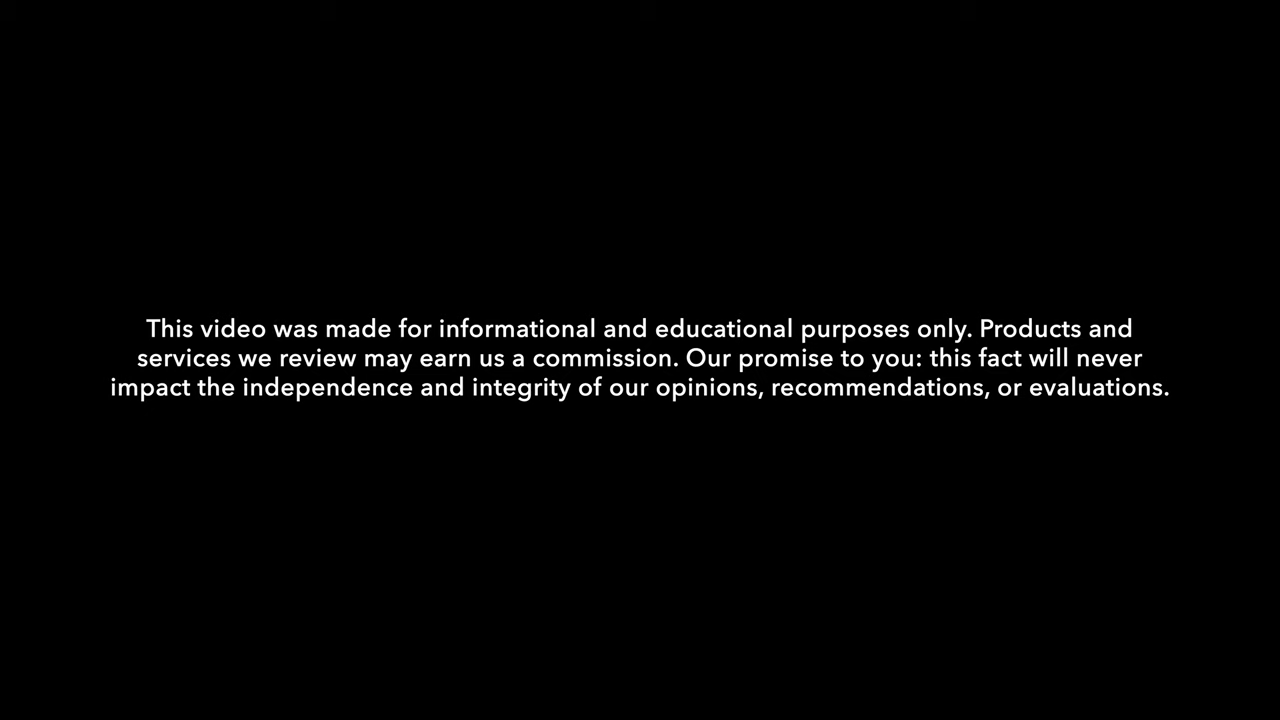 This video was made for informational and educational purposes only. Products and
services we review may earn us a commission. Our promise to you: this fact will never
impact the independence and integrity of our opinions, recommendations, or evaluations.